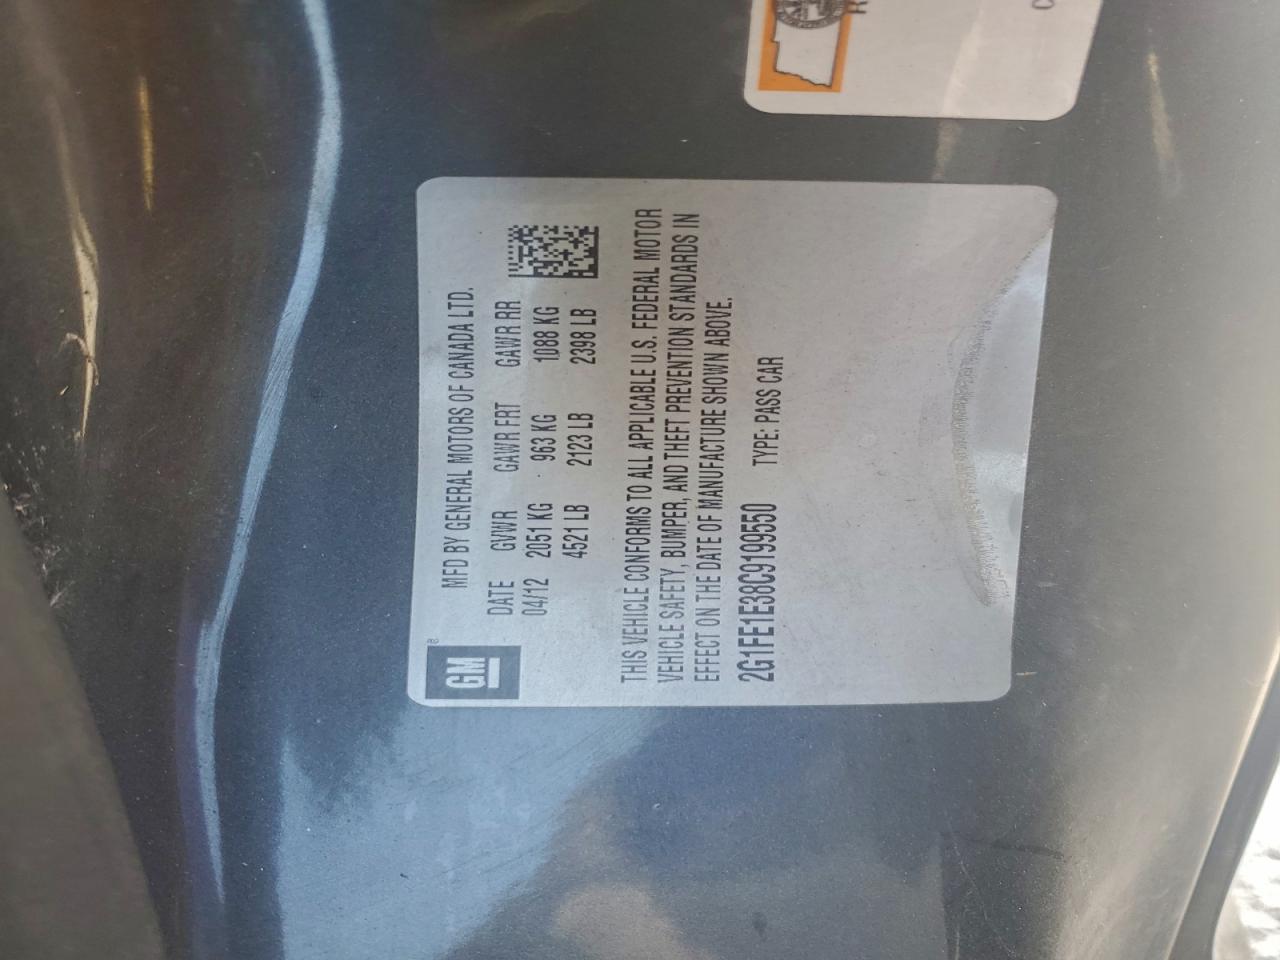 GM
®
MFD BY GENERAL MOTORS OF CANADA LTD.
DATE GVWR GAWR FRT GAWR RR
04/12 2051 KG 963 KG 1088 KG
4521 LB 2123 LB 2398 LB
THIS VEHICLE CONFORMS TO ALL APPLICABLE U.S. FEDERAL MOTOR
VEHICLE SAFETY, BUMPER, AND THEFT PREVENTION STANDARDS IN
EFFECT ON THE DATE OF MANUFACTURE SHOWN ABOVE.
2G1FE1E38C9199550 TYPE: PASS CAR